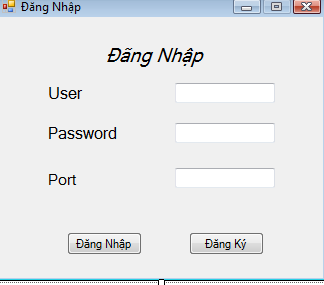 Đăng Nhập
Đăng Nhập
User
Password
Port
Đăng Nhập
Đăng Ký